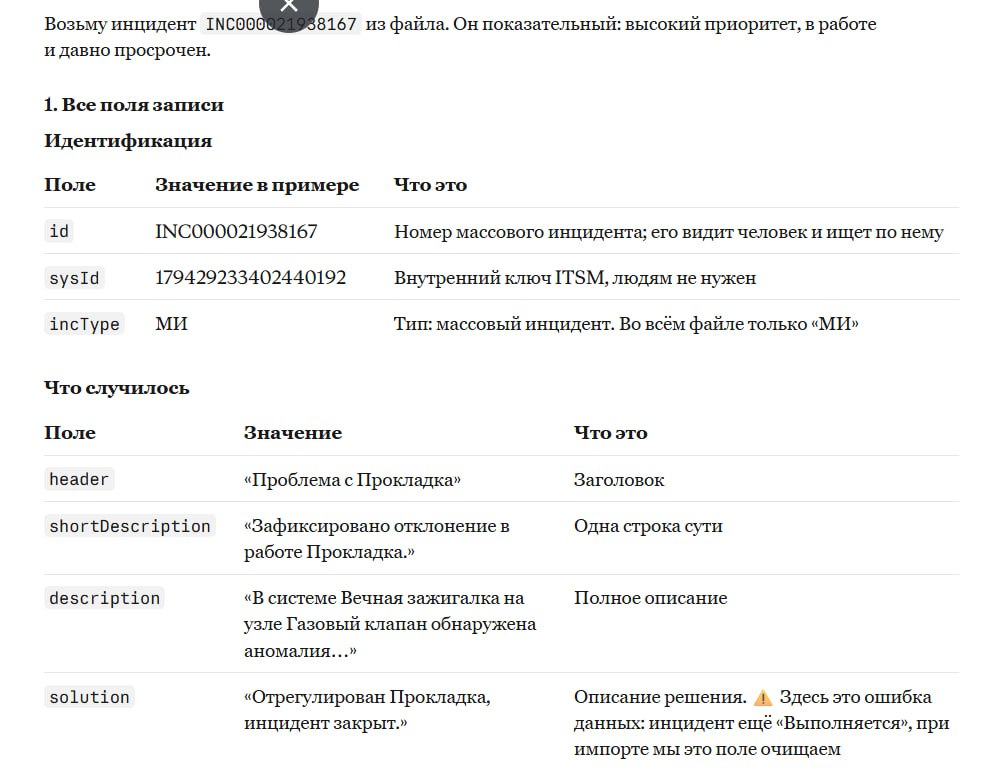 Возьму инцидент INC000021938167 из файла. Он показательный: высокий приоритет, в работе
и давно просрочен.
1. Все поля записи
Идентификация
Поле Значение в примере Что это
id INC000021938167 Номер массового инцидента; его видит человек и ищет по нему
sysId 179429233402440192 Внутренний ключ ITSM, людям не нужен
incType МИ Тип: массовый инцидент. Во всём файле только «МИ»
Что случилось
Поле Значение Что это
header «Проблема с Прокладка» Заголовок
shortDescription «Зафиксировано отклонение в Одна строка сути
работе Прокладка.»
description «В системе Вечная зажигалка на Полное описание
узле Газовый клапан обнаружена
аномалия…»
solution «Отрегулирован Прокладка, Описание решения. ⚠️ Здесь это ошибка
инцидент закрыт.» данных: инцидент ещё «Выполняется», при
импорте мы это поле очищаем